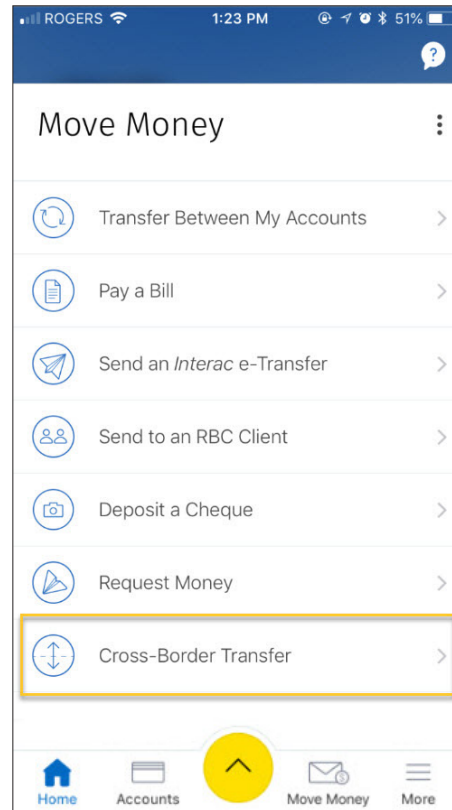 ROGERS 1:23 PM 51%
?
Move Money
Transfer Between My Accounts
Pay a Bill
Send an Interac e-Transfer
Send to an RBC Client
Deposit a Cheque
Request Money
Cross-Border Transfer
Home Accounts Move Money More